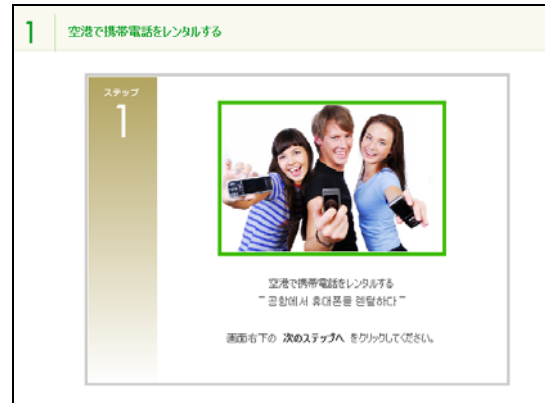 1 空港で携帯電話をレンタルする
ステップ
1
空港で携帯電話をレンタルする
" 공항에서 휴대폰을 렌탈하다 "
画面右下の 次のステップへ をクリックしてください。